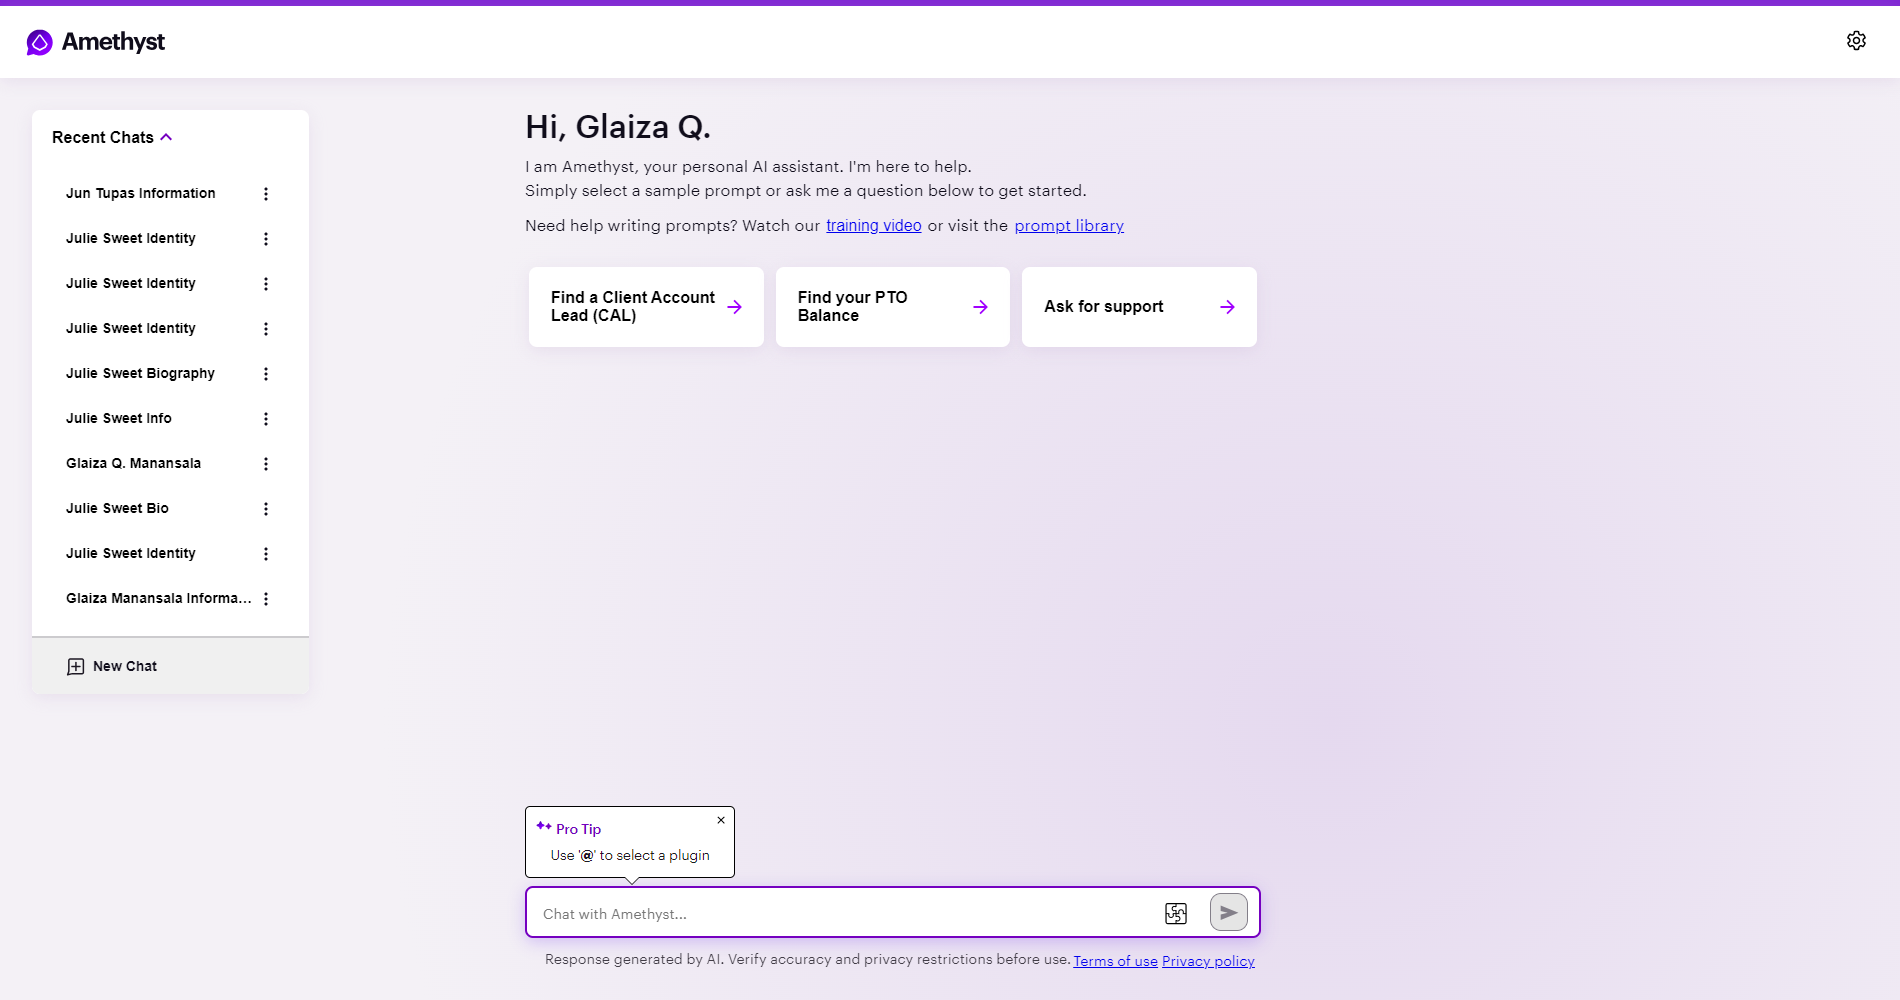 Amethyst
Recent Chats
Jun Tupas Information
Julie Sweet Identity
Julie Sweet Identity
Julie Sweet Identity
Julie Sweet Biography
Julie Sweet Info
Glaiza Q. Manansala
Julie Sweet Bio
Julie Sweet Identity
Glaiza Manansala Informa...
New Chat
Hi, Glaiza Q.
I am Amethyst, your personal AI assistant. I'm here to help.
Simply select a sample prompt or ask me a question below to get started.
Need help writing prompts? Watch our training video or visit the prompt library
Find a Client Account
Lead (CAL)
Find your PTO
Balance
Ask for support
Pro Tip
Use '@' to select a plugin
Chat with Amethyst...
Response generated by AI. Verify accuracy and privacy restrictions before use. Terms of use Privacy policy